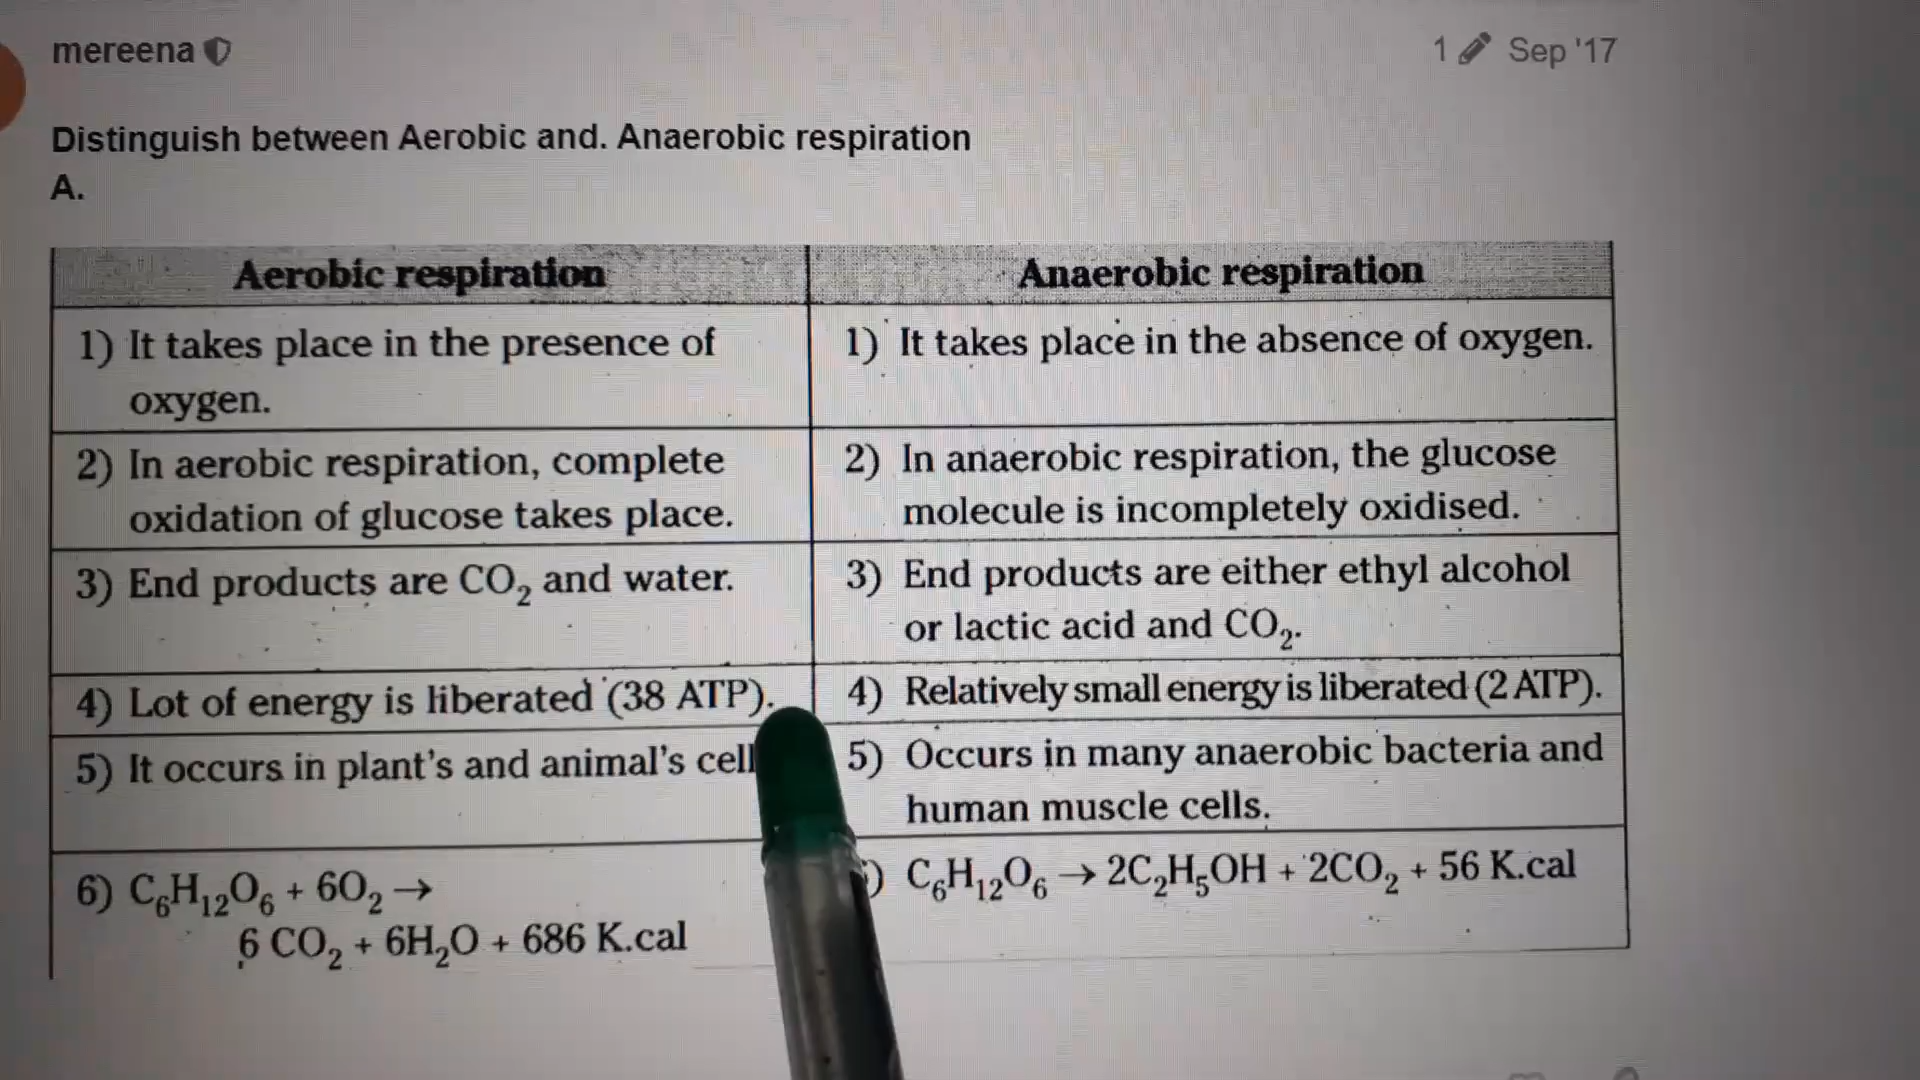 mereena
1 Sep '17
Distinguish between Aerobic and. Anaerobic respiration
A.
Aerobic respiration
Anaerobic respiration
1) It takes place in the presence of
oxygen.
1) It takes place in the absence of oxygen.
2) In aerobic respiration, complete
oxidation of glucose takes place.
2) In anaerobic respiration, the glucose
molecule is incompletely oxidised.
3) End products are CO₂ and water.
3) End products are either ethyl alcohol
or lactic acid and CO₂.
4) Lot of energy is liberated (38 ATP).
4) Relatively small energy is liberated (2 ATP).
5) It occurs in plant's and animal's cell
5) Occurs in many anaerobic bacteria and
human muscle cells.
6) C₆H₁₂O₆ + 6O₂ →
6 CO₂ + 6H₂O + 686 K.cal
) C₆H₁₂O₆ → 2C₂H₅OH + 2CO₂ + 56 K.cal